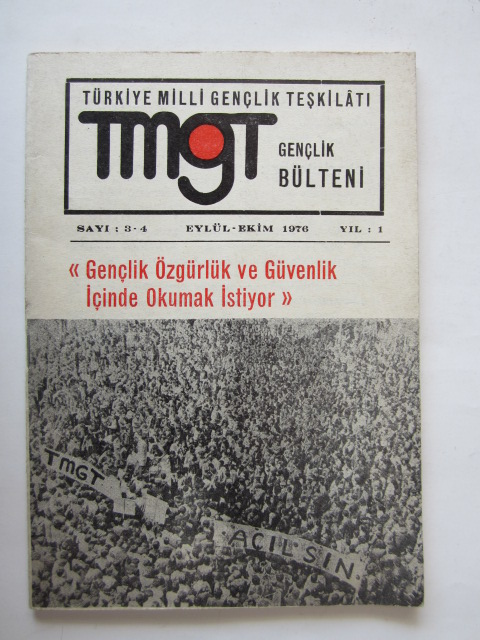 TÜRKİYE MİLLİ GENÇLİK TEŞKİLÂTI
TMGT
GENÇLİK
BÜLTENİ
SAYI : 3-4 EYLÜL-EKİM 1976 YIL : 1
« Gençlik Özgürlük ve Güvenlik
İçinde Okumak İstiyor »
TMGT
AÇILSIN